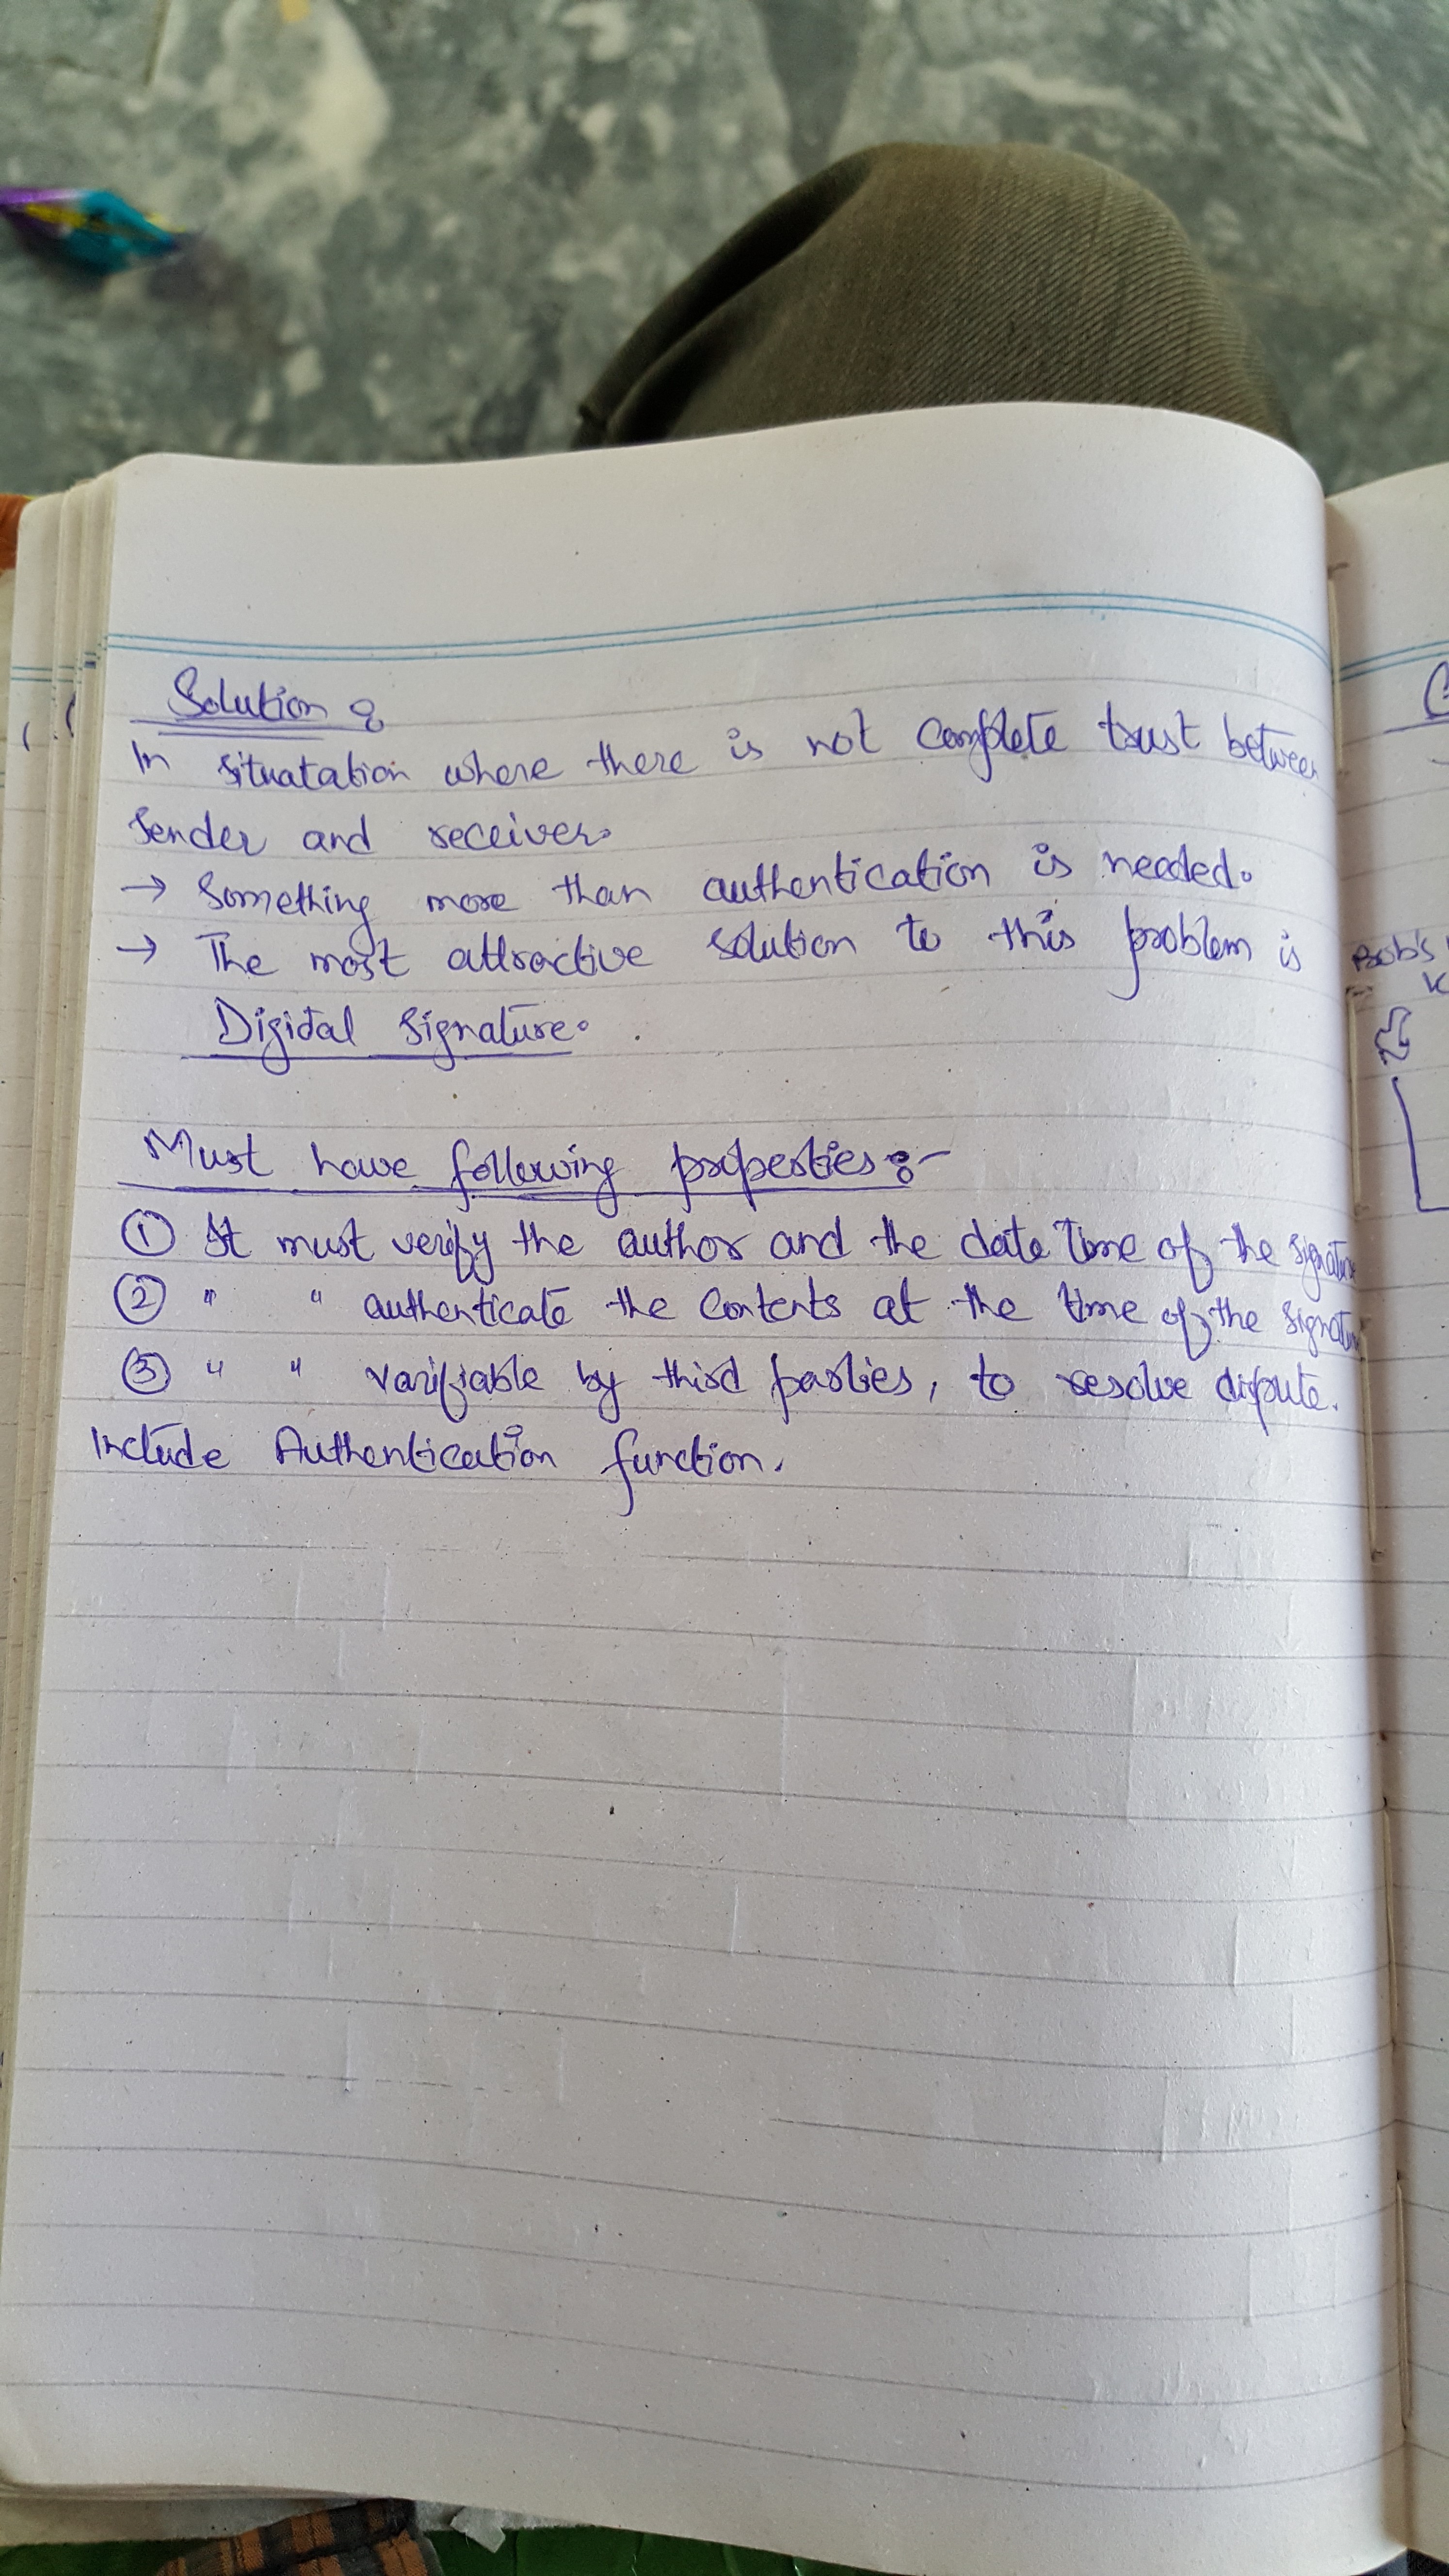 Solution :
In situatation where there is not complete trust between
Sender and receiver.
→ Something more than authentication is needed.
→ The most attractive solution to this problem is
Digidal Signature.
Must have following properties :-
① It must verify the author and the date time of the signature
② " " authenticate the contents at the time of the signature
③ " " varifiable by third parties, to resolve dispute.
Include Authentication function.
Bob's